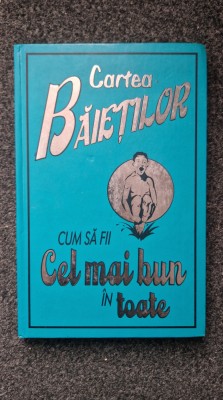 Cartea
BĂIEȚILOR
CUM SĂ FII
Cel mai bun
ÎN toate